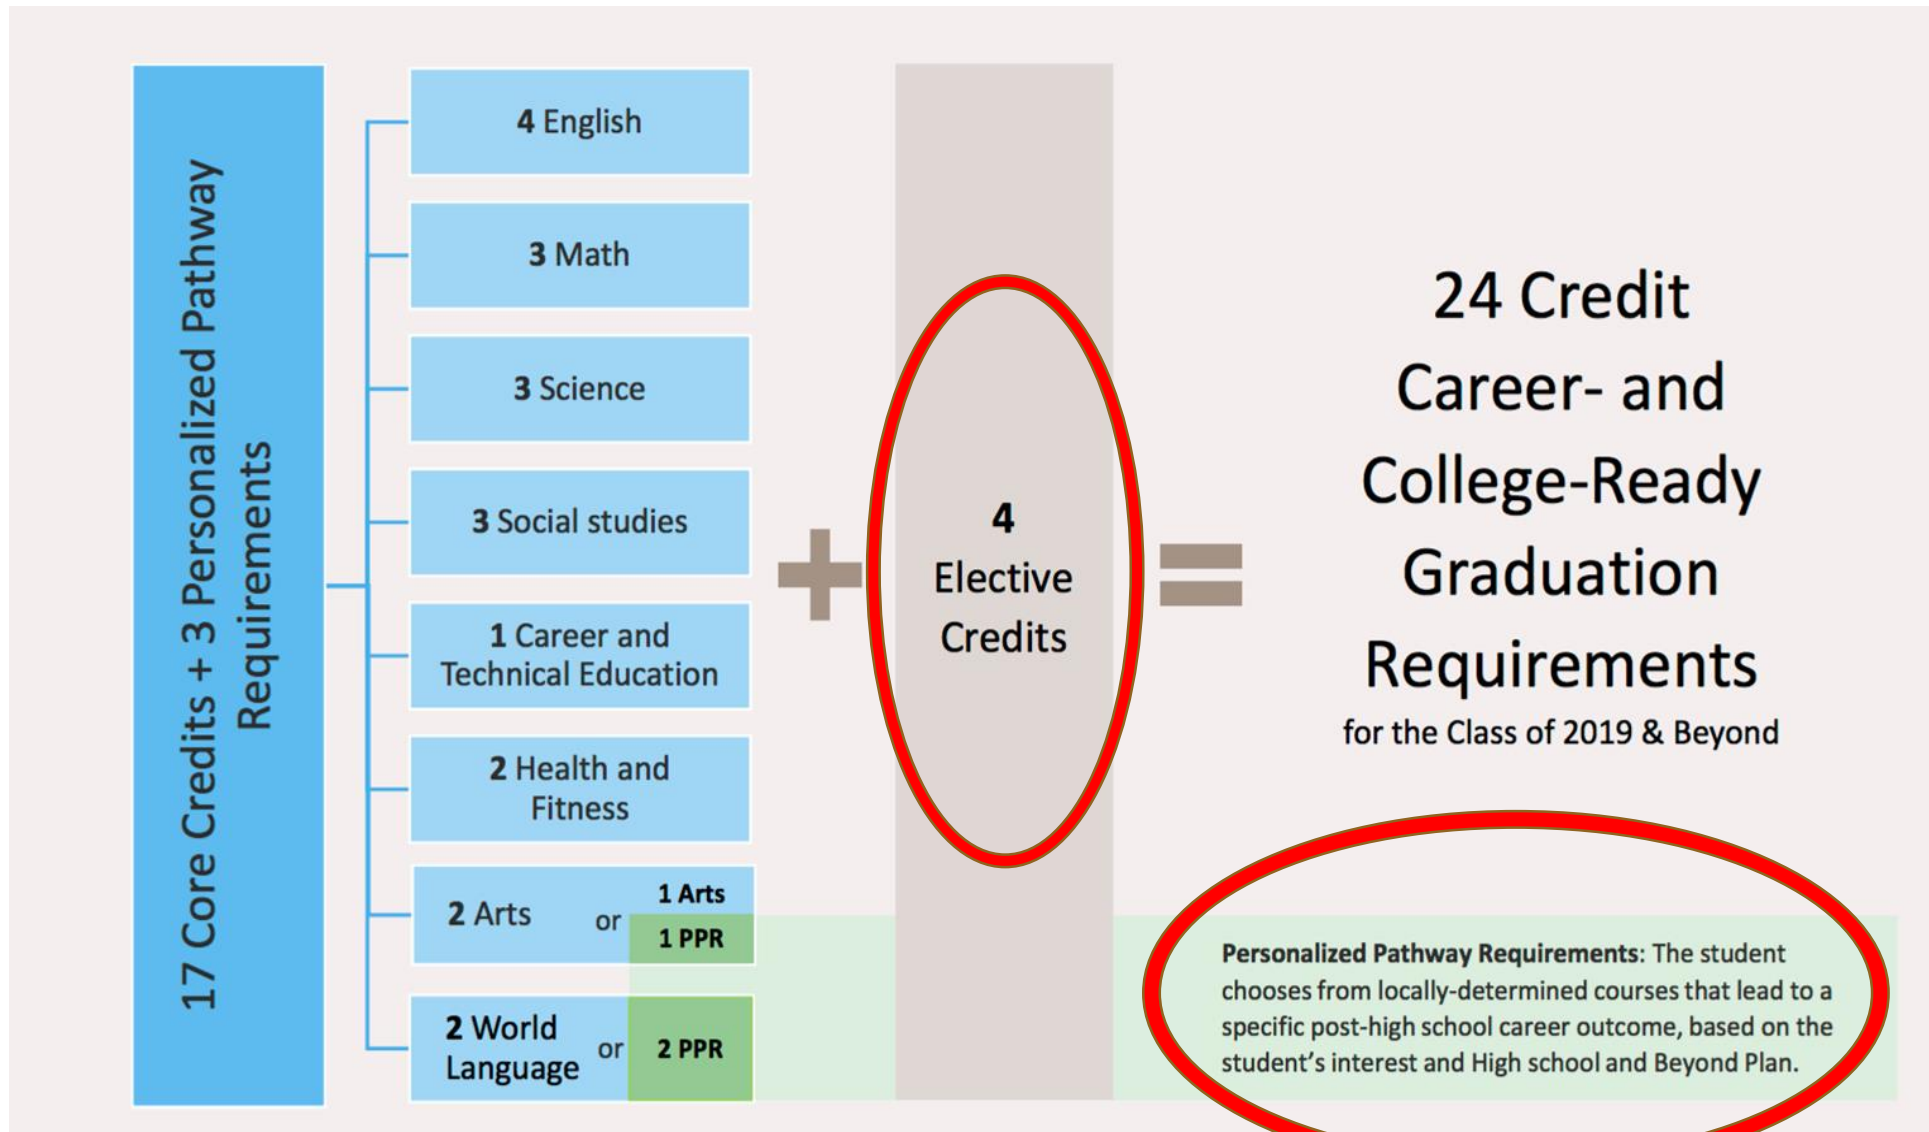 17 Core Credits + 3 Personalized Pathway
Requirements
4 English
3 Math
3 Science
3 Social studies
1 Career and
Technical Education
2 Health and
Fitness
2 Arts or 1 Arts
1 PPR
2 World
Language or 2 PPR
4
Elective
Credits
24 Credit
Career- and
College-Ready
Graduation
Requirements
for the Class of 2019 & Beyond
Personalized Pathway Requirements: The student
chooses from locally-determined courses that lead to a
specific post-high school career outcome, based on the
student's interest and High school and Beyond Plan.